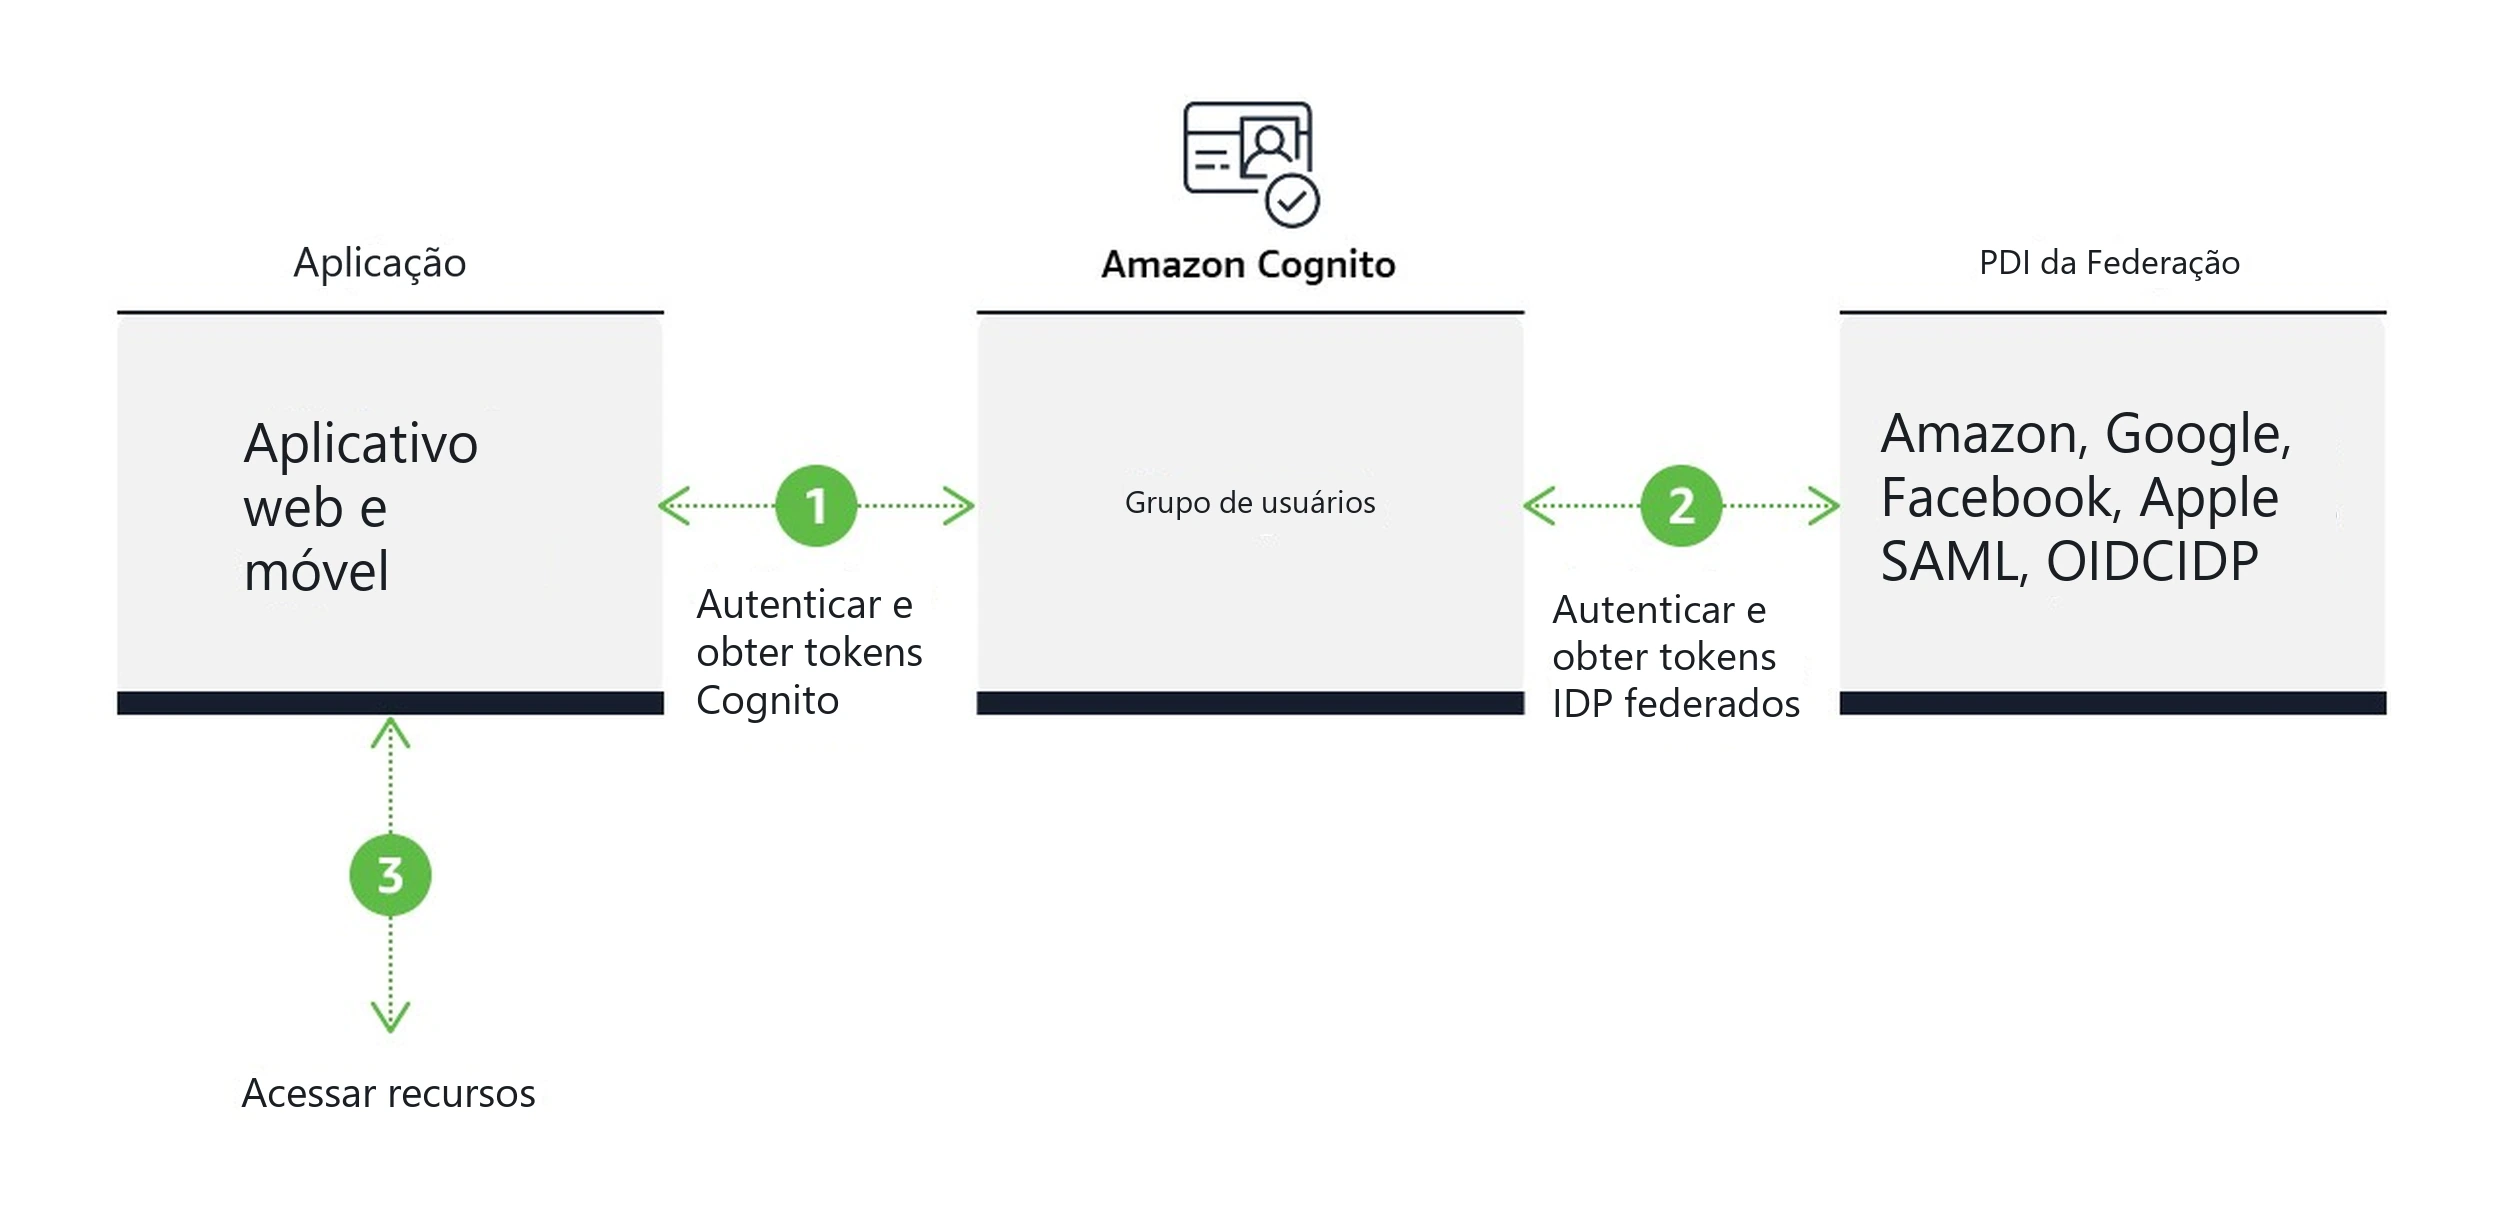 Amazon Cognito
Aplicação
PDI da Federação
Aplicativo
web e
móvel
1
Autenticar e
obter tokens
Cognito
Grupo de usuários
2
Autenticar e
obter tokens
IDP federados
Amazon, Google,
Facebook, Apple
SAML, OIDCIDP
3
Acessar recursos